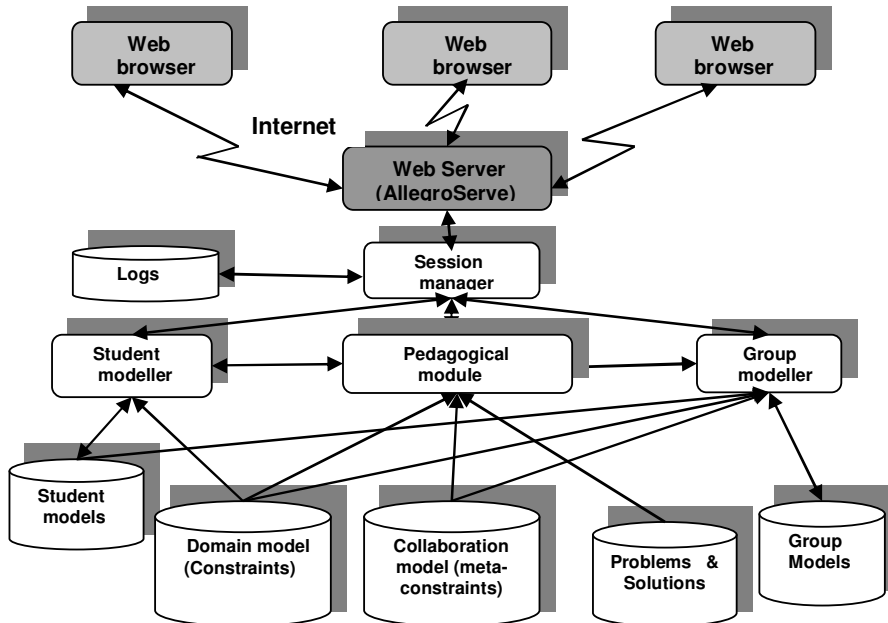 Web
browser
Web
browser
Web
browser
Internet
Web Server
(AllegroServe)
Logs
Session
manager
Student
modeller
Pedagogical
module
Group
modeller
Student
models
Domain model
(Constraints)
Collaboration
model (meta-
constraints)
Problems &
Solutions
Group
Models